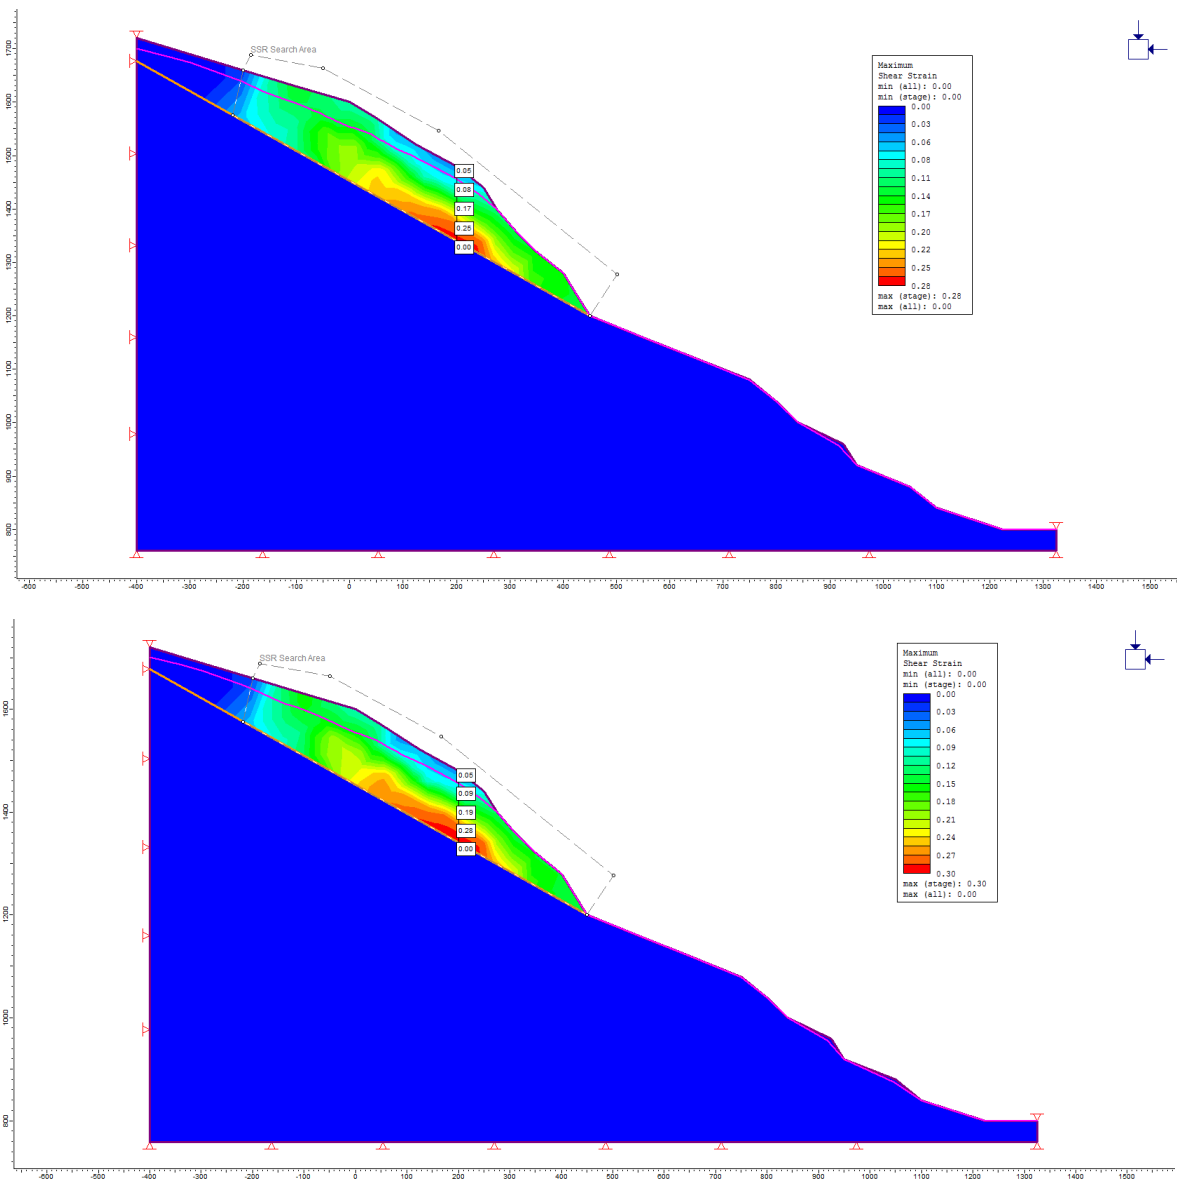 SSR Search Area
Maximum
Shear Strain
min (all): 0.00
min (stage): 0.00
0.00
0.03
0.06
0.08
0.11
0.14
0.17
0.20
0.22
0.25
0.28
max (stage): 0.28
max (all): 0.00
0.05
0.08
0.17
0.25
0.00
1700
1600
1500
1400
1300
1200
1100
1000
900
800
-600 -500 -400 -300 -200 -100 0 100 200 300 400 500 600 700 800 900 1000 1100 1200 1300 1400 1500
SSR Search Area
Maximum
Shear Strain
min (all): 0.00
min (stage): 0.00
0.00
0.03
0.06
0.09
0.12
0.15
0.18
0.21
0.24
0.27
0.30
max (stage): 0.30
max (all): 0.00
0.05
0.09
0.19
0.28
0.00
1600
1400
1200
1000
800
-600 -500 -400 -300 -200 -100 0 100 200 300 400 500 600 700 800 900 1000 1100 1200 1300 1400 1500